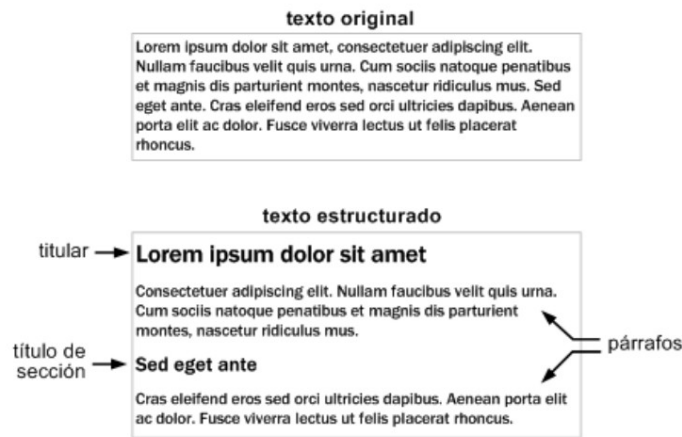 texto original
Lorem ipsum dolor sit amet, consectetuer adipiscing elit.
Nullam faucibus velit quis urna. Cum sociis natoque penatibus
et magnis dis parturient montes, nascetur ridiculus mus. Sed
eget ante. Cras eleifend eros sed orci ultricies dapibus. Aenean
porta elit ac dolor. Fusce viverra lectus ut felis placerat
rhoncus.
texto estructurado
titular
Lorem ipsum dolor sit amet
Consectetuer adipiscing elit. Nullam faucibus velit quis urna.
Cum sociis natoque penatibus et magnis dis parturient
montes, nascetur ridiculus mus.
párrafos
título de
sección
Sed eget ante
Cras eleifend eros sed orci ultricies dapibus. Aenean porta elit
ac dolor. Fusce viverra lectus ut felis placerat rhoncus.